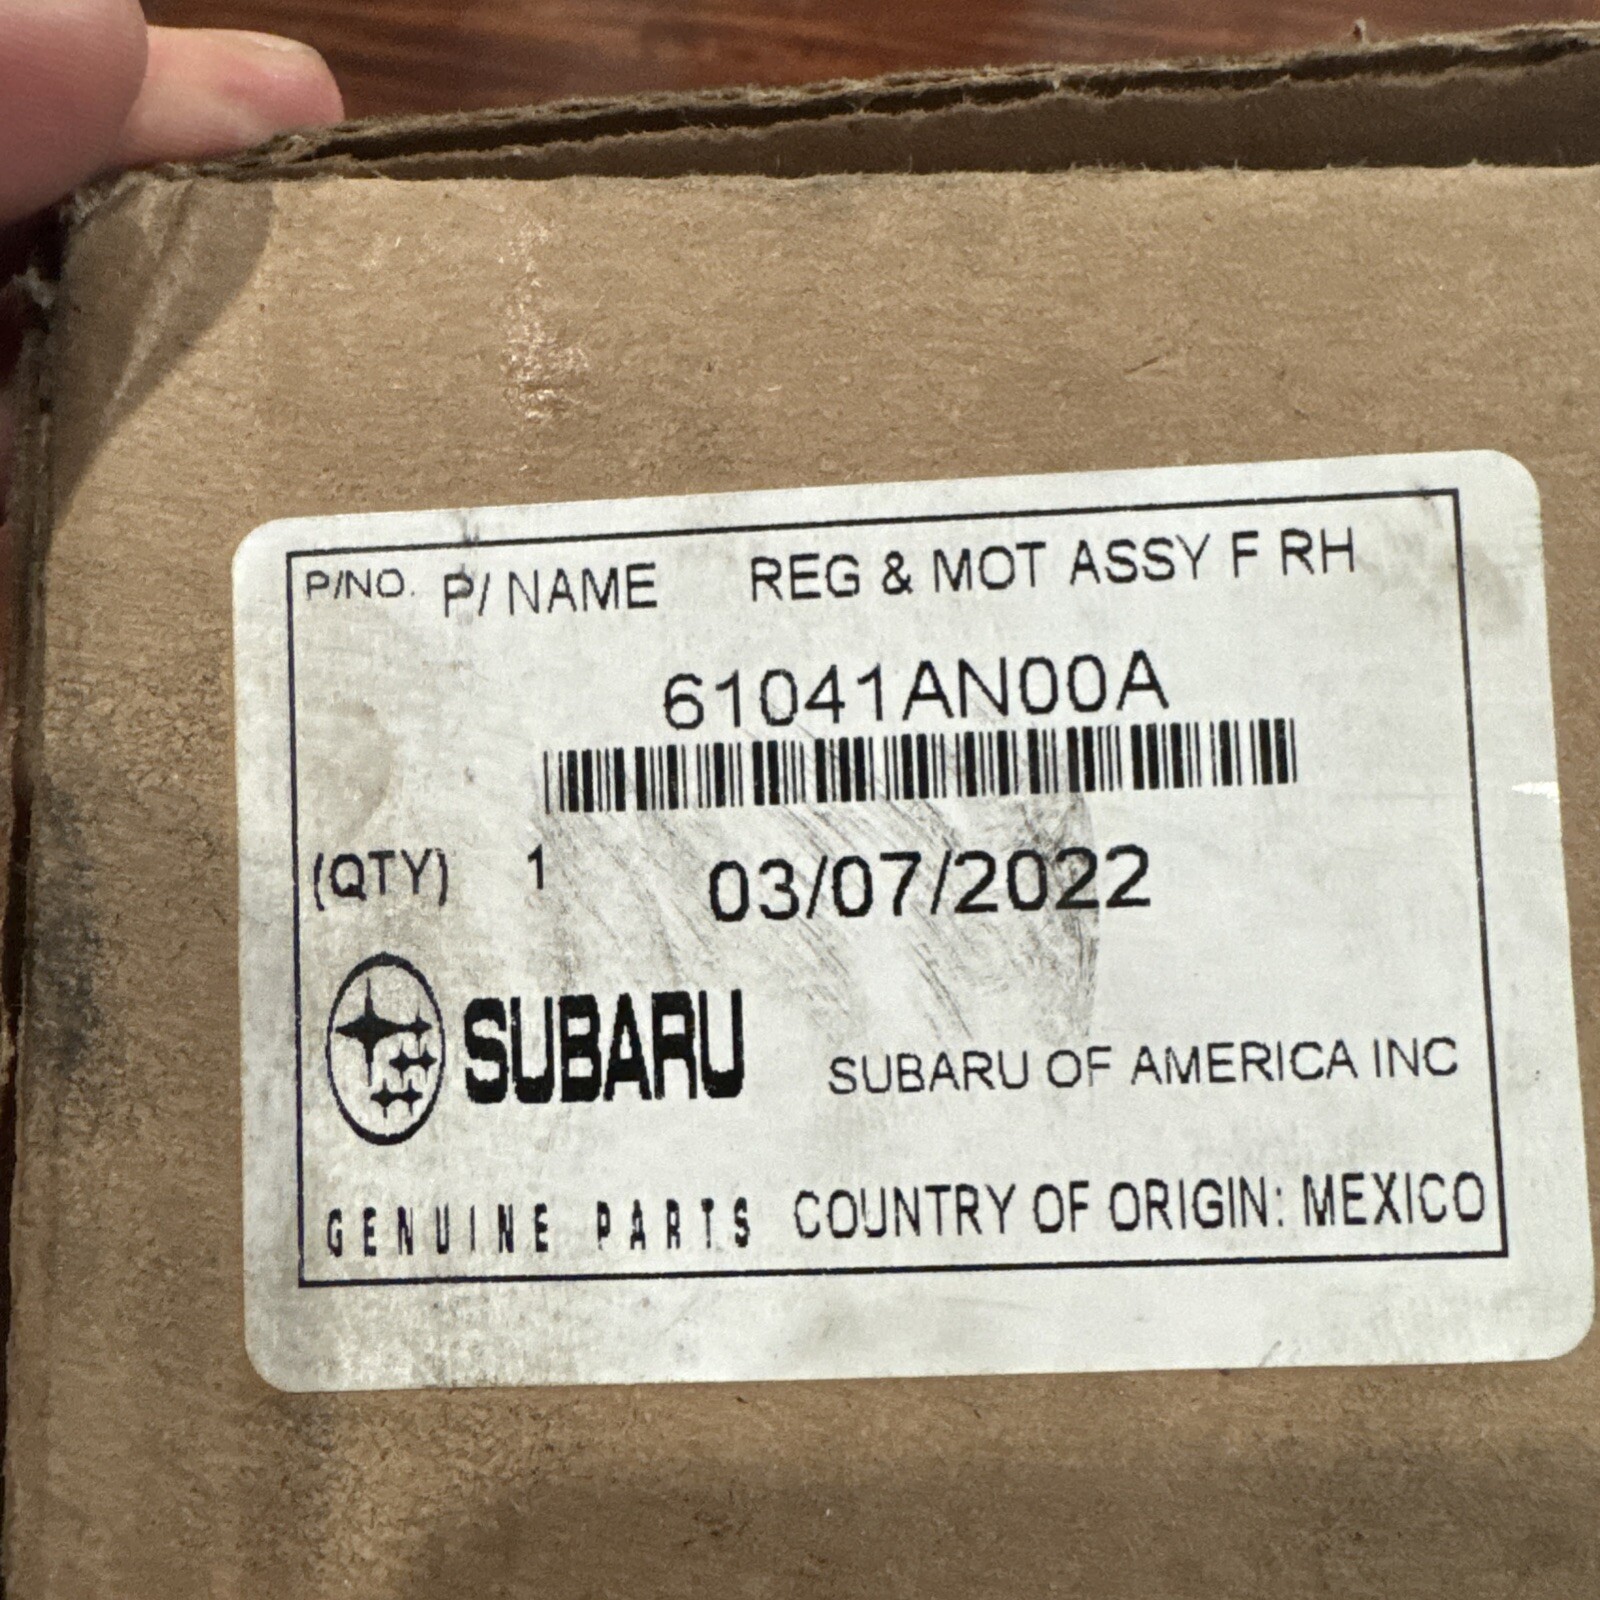 P/NO. P/ NAME REG & MOT ASSY F RH
61041AN00A
(QTY) 1 03/07/2022
SUBARU SUBARU OF AMERICA INC
GENUINE PARTS COUNTRY OF ORIGIN: MEXICO